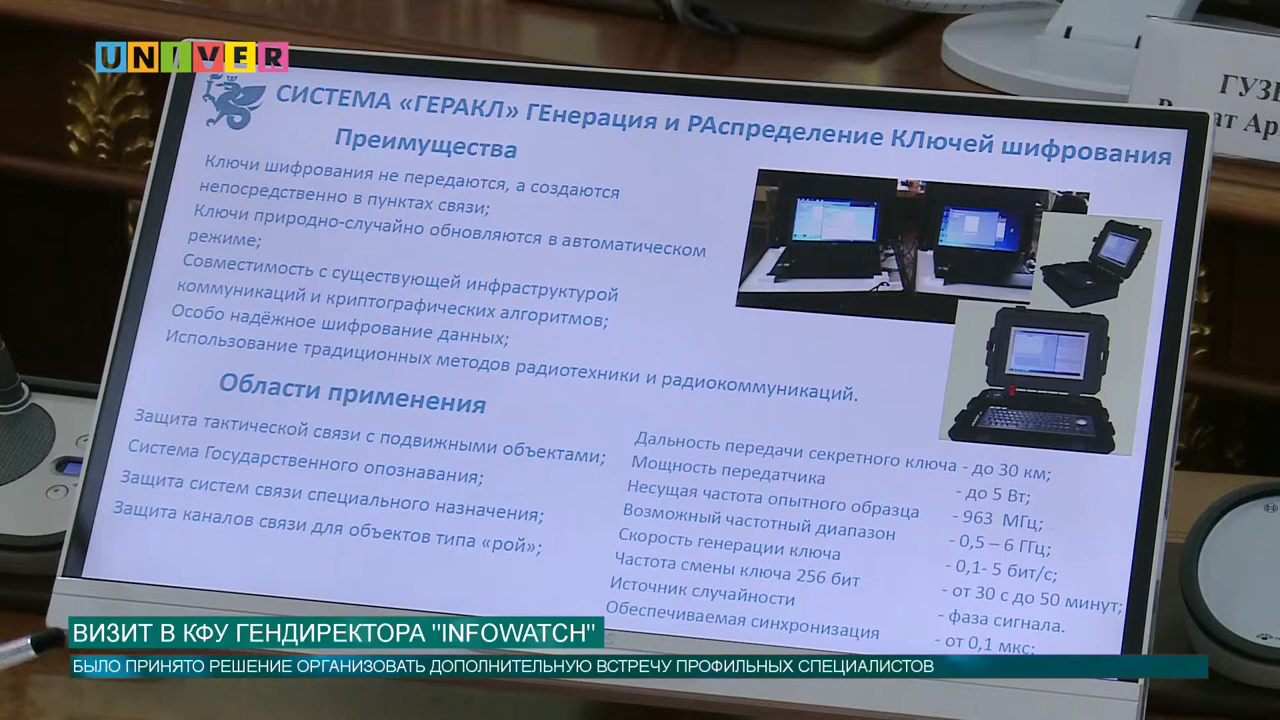 UNIVER
СИСТЕМА «ГЕРАКЛ» ГЕнерация и РАспределение КЛючей шифрования
Преимущества
Ключи шифрования не передаются, а создаются
непосредственно в пунктах связи;
Ключи природно-случайно обновляются в автоматическом
режиме;
Совместимость с существующей инфраструктурой
коммуникаций и криптографических алгоритмов;
Особо надёжное шифрование данных;
Использование традиционных методов радиотехники и радиокоммуникаций.
Области применения
Защита тактической связи с подвижными объектами;
Система Государственного опознавания;
Защита систем связи специального назначения;
Защита каналов связи для объектов типа «рой»;
Дальность передачи секретного ключа - до 30 км;
Мощность передатчика - до 5 Вт;
Несущая частота опытного образца - 963 МГц;
Возможный частотный диапазон - 0,5 – 6 ГГц;
Скорость генерации ключа - 0,1- 5 бит/с;
Частота смены ключа 256 бит - от 30 с до 50 минут;
Источник случайности - фаза сигнала.
Обеспечиваемая синхронизация - от 0,1 мкс;
ВИЗИТ В КФУ ГЕНДИРЕКТОРА "INFOWATCH"
БЫЛО ПРИНЯТО РЕШЕНИЕ ОРГАНИЗОВАТЬ ДОПОЛНИТЕЛЬНУЮ ВСТРЕЧУ ПРОФИЛЬНЫХ СПЕЦИАЛИСТОВ